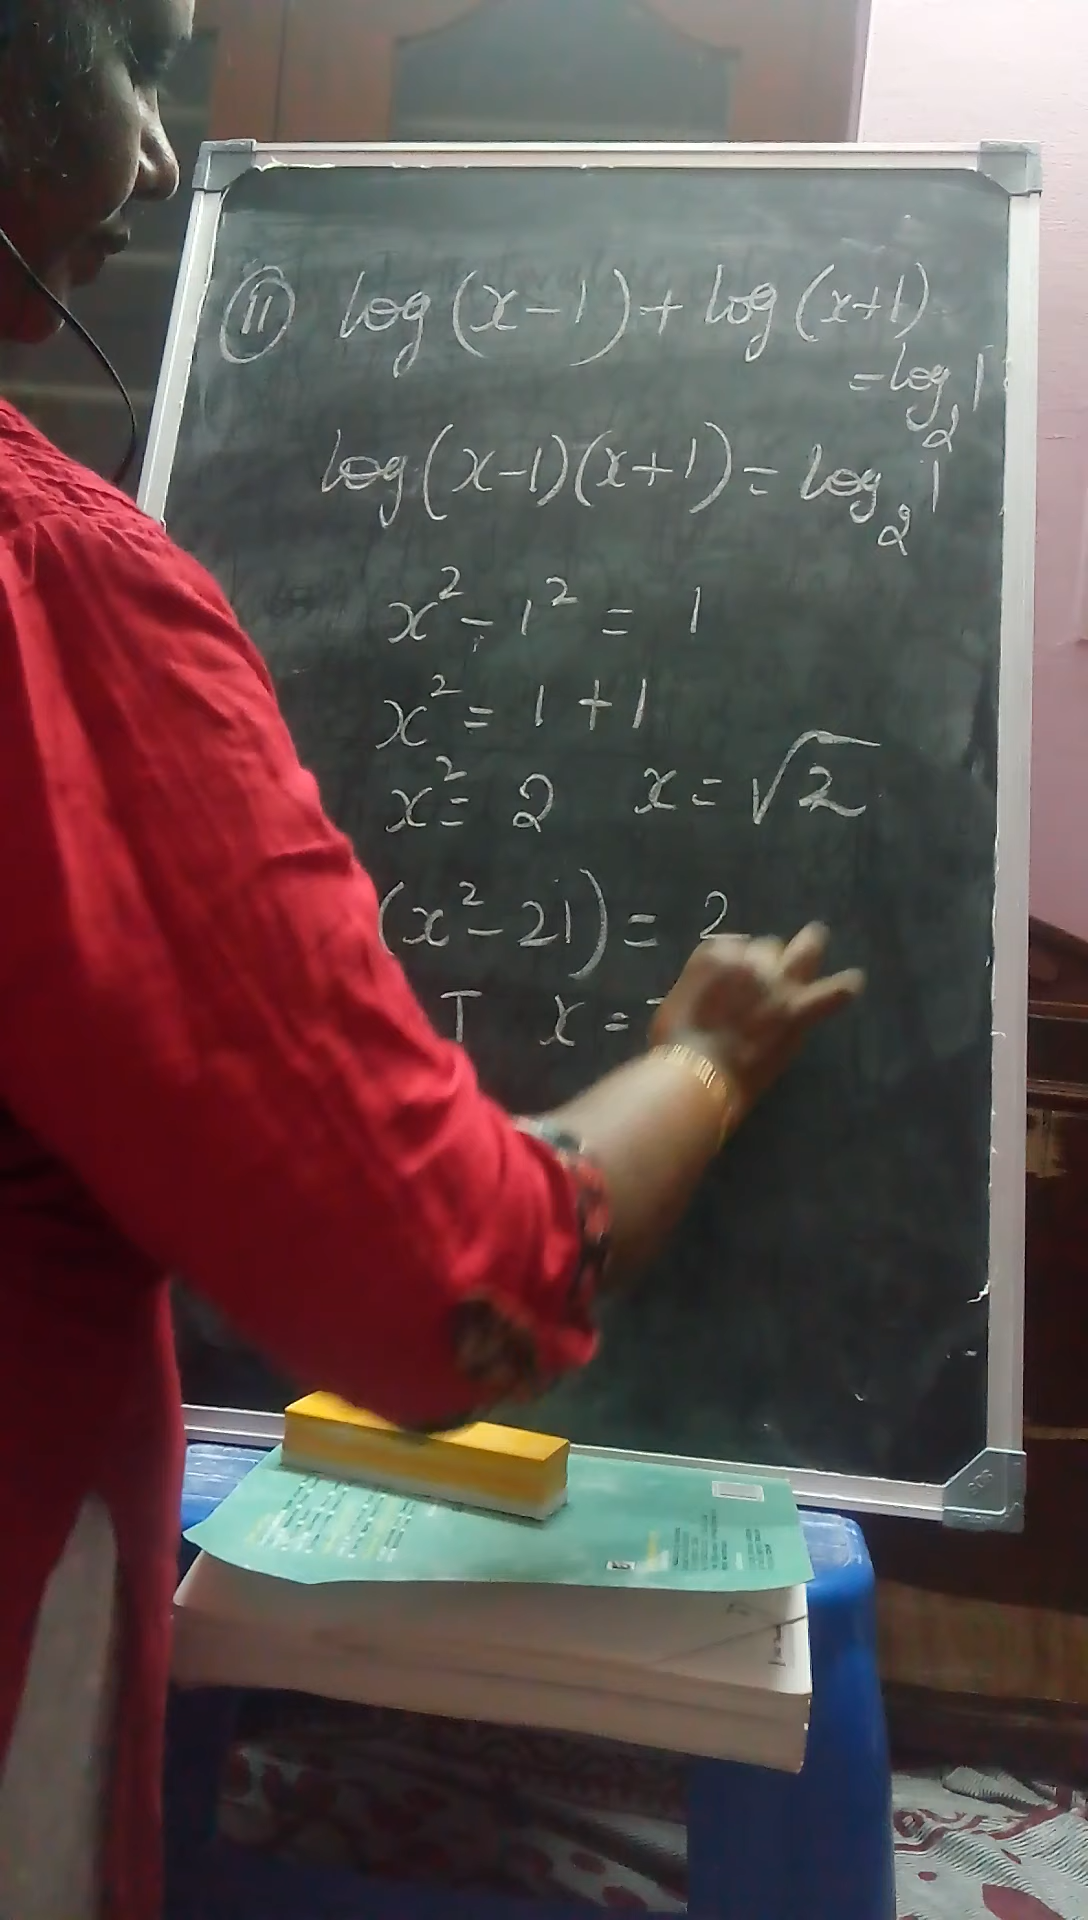 (11) log(x-1)+log(x+1)
=log₂1
log(x-1)(x+1)=log₂1
x²-1²=1
x²=1+1
x²=2 x=√2
(x²-21)=2
T x=